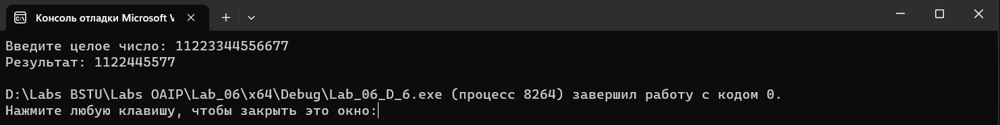 Консоль отладки Microsoft V
Введите целое число: 11223344556677
Результат: 1122445577
D:\Labs BSTU\Labs OAIP\Lab_06\x64\Debug\Lab_06_D_6.exe (процесс 8264) завершил работу с кодом 0.
Нажмите любую клавишу, чтобы закрыть это окно: